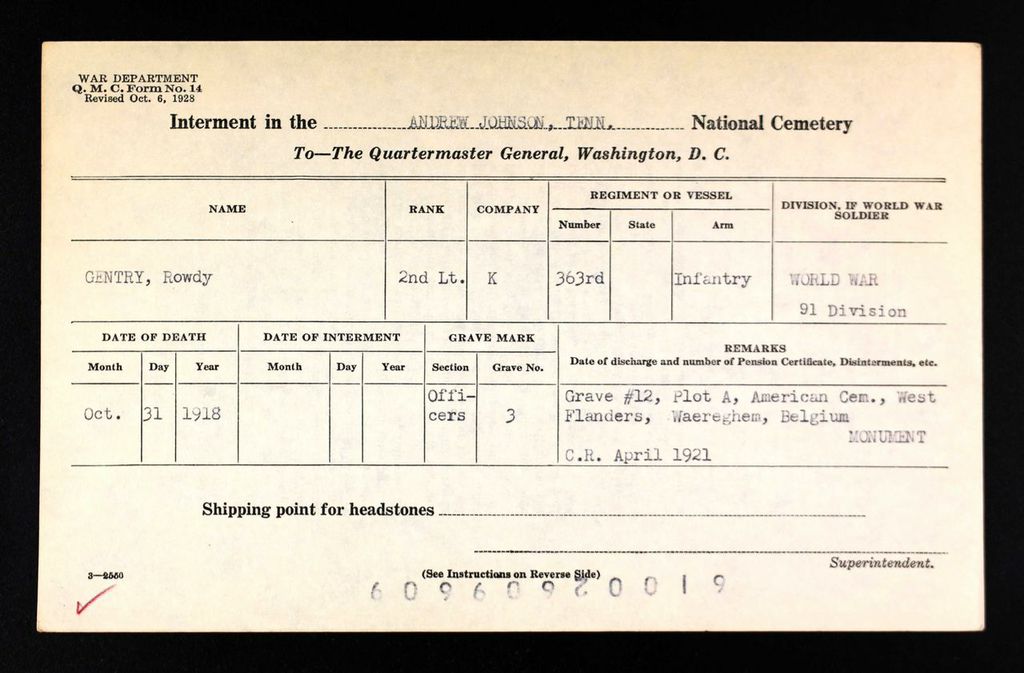 WAR DEPARTMENT
Q. M. C. Form No. 14
Revised Oct. 6, 1928
Interment in the ANDREW JOHNSON, TENN. National Cemetery
To—The Quartermaster General, Washington, D. C.
NAME RANK COMPANY REGIMENT OR VESSEL DIVISION, IF WORLD WAR SOLDIER
Number State Arm
GENTRY, Rowdy 2nd Lt. K 363rd Infantry WORLD WAR
91 Division
DATE OF DEATH DATE OF INTERMENT GRAVE MARK REMARKS
Date of discharge and number of Pension Certificate, Disinterments, etc.
Month Day Year Month Day Year Section Grave No.
Oct. 31 1918 Offi-cers 3 Grave #12, Plot A, American Cem., West
Flanders, Waereghem, Belgium
MONUMENT
C.R. April 1921
Shipping point for headstones
Superintendent.
3—2550
(See Instructions on Reverse Side)